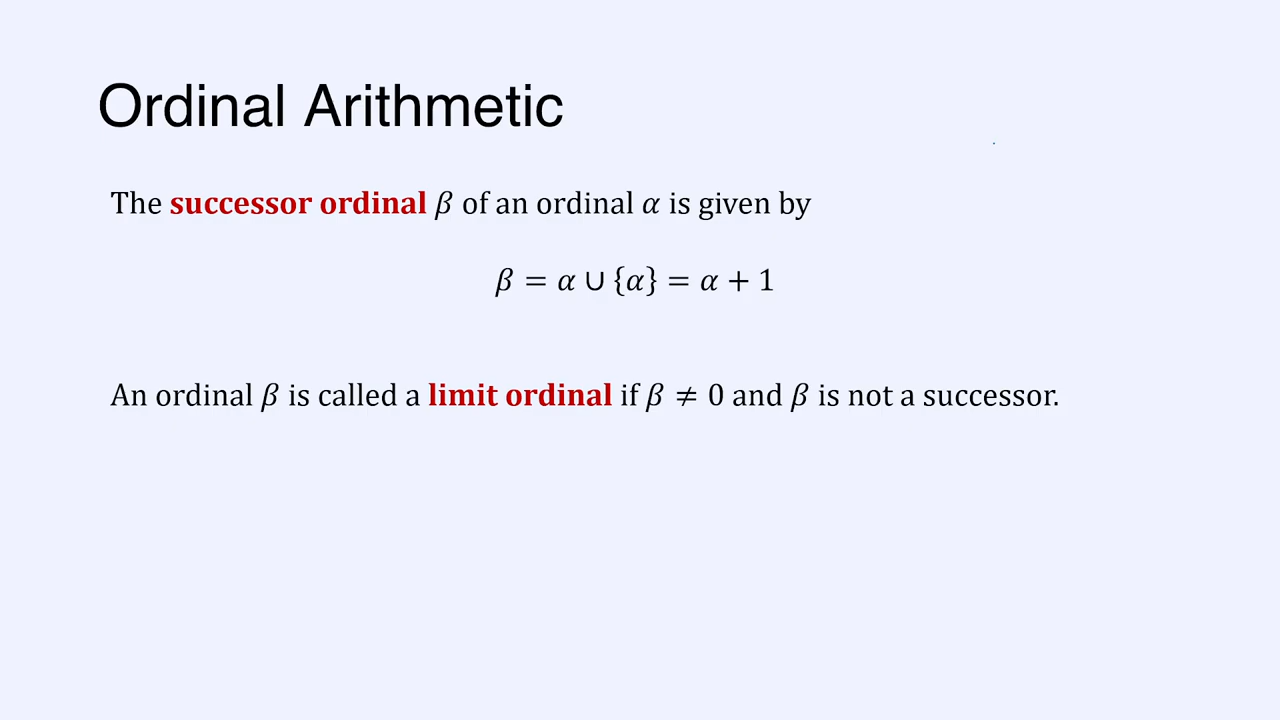 Ordinal Arithmetic
The successor ordinal 𝛽 of an ordinal 𝛼 is given by
𝛽 = 𝛼 ∪ {𝛼} = 𝛼 + 1
An ordinal 𝛽 is called a limit ordinal if 𝛽 ≠ 0 and 𝛽 is not a successor.